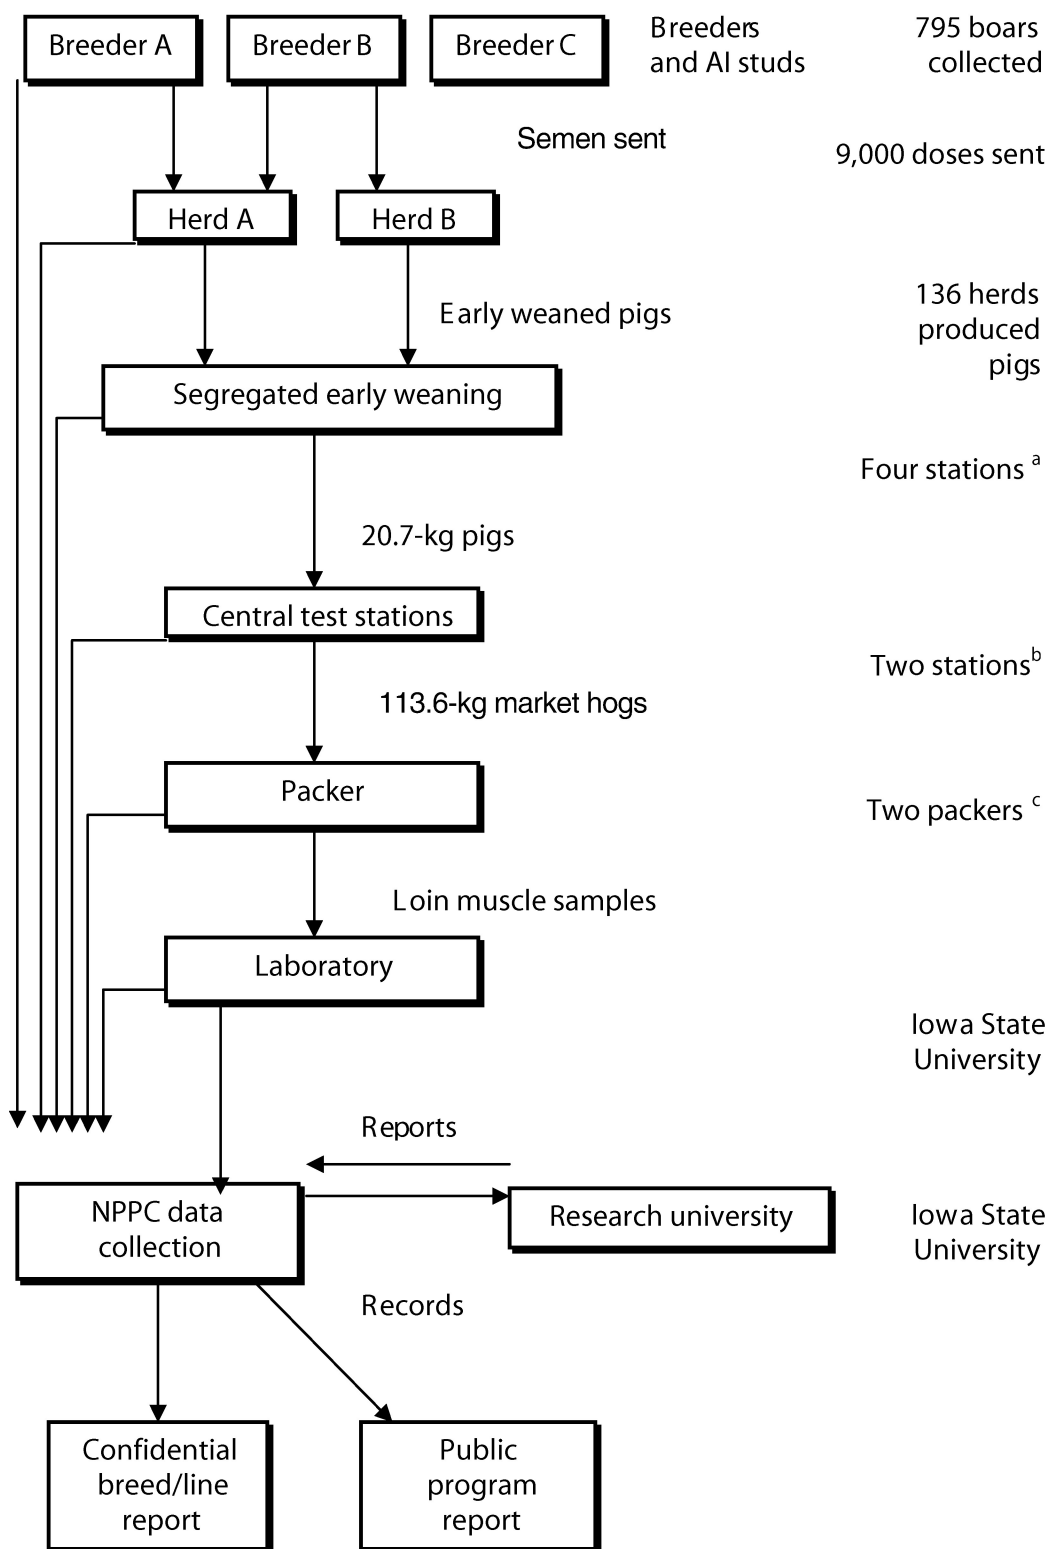 Breeder A
Breeder B
Breeder C
Breeders
and AI studs
795 boars
collected
Semen sent
9,000 doses sent
Herd A
Herd B
Early weaned pigs
136 herds
produced
pigs
Segregated early weaning
Four stations a
20.7-kg pigs
Central test stations
Two stations b
113.6-kg market hogs
Packer
Two packers c
Loin muscle samples
Laboratory
Iowa State
University
Reports
NPPC data
collection
Research university
Iowa State
University
Records
Confidential
breed/line
report
Public
program
report